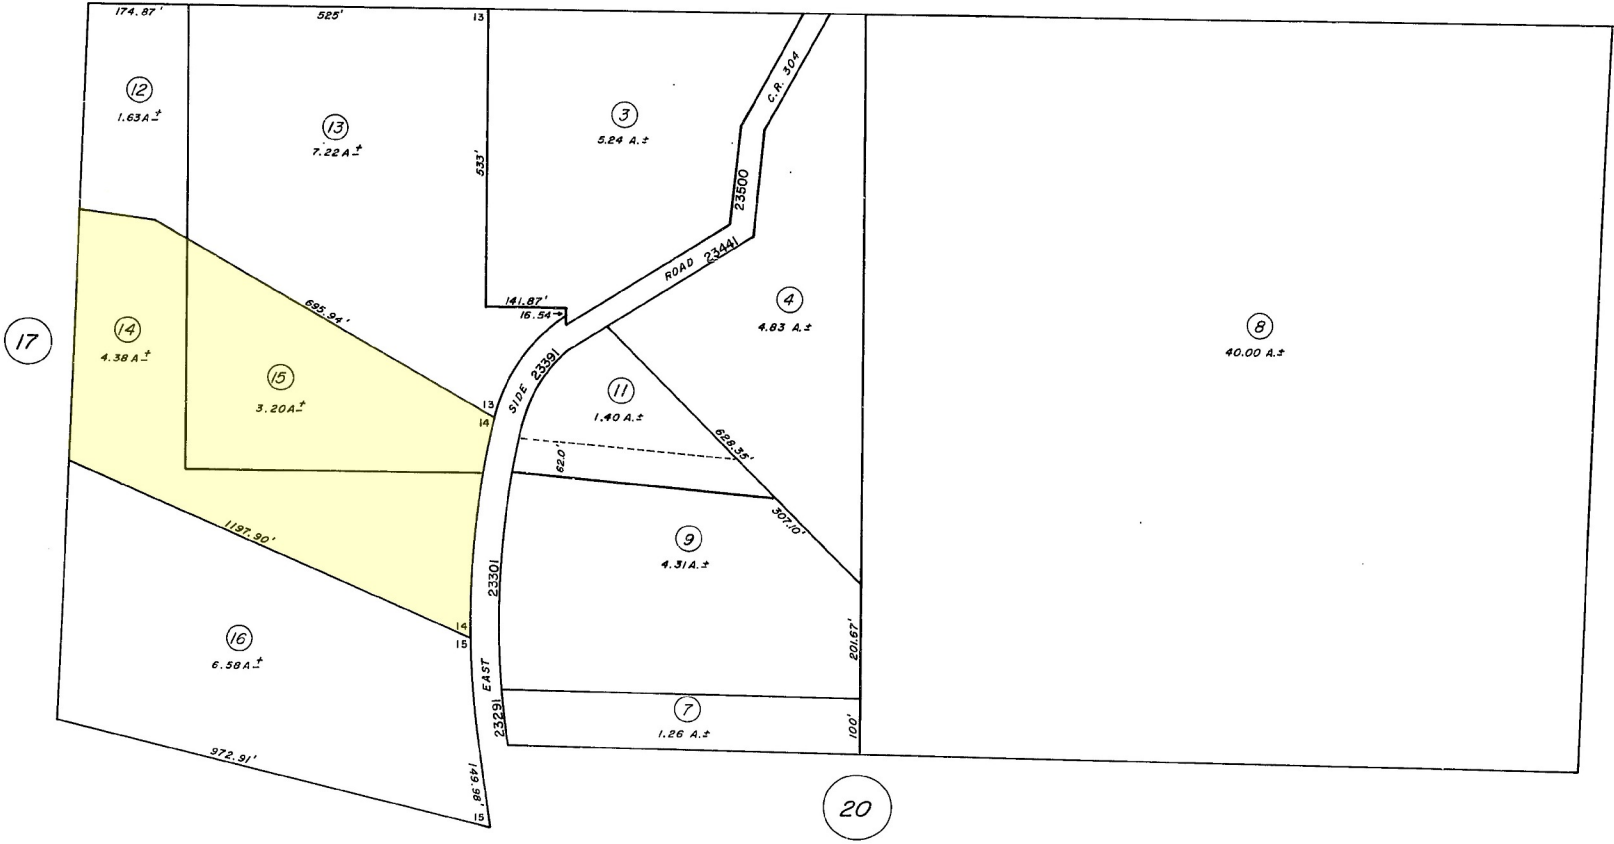 174.87'
525'
13
12
1.63A±
13
7.22A±
533'
3
5.24 A.±
C.R. 304
23500
ROAD 23441
141.87'
16.54
4
4.83 A.±
8
40.00 A.±
17
14
4.38A±
695.94'
15
3.20A±
13
14
SIDE 23391
11
1.40 A.±
62.0'
628.35'
307.10'
1197.90'
9
4.31A.±
23301
14
15
16
6.58A±
EAST
201.67'
23291
7
1.26 A.±
100'
972.91'
149.98'
15
20